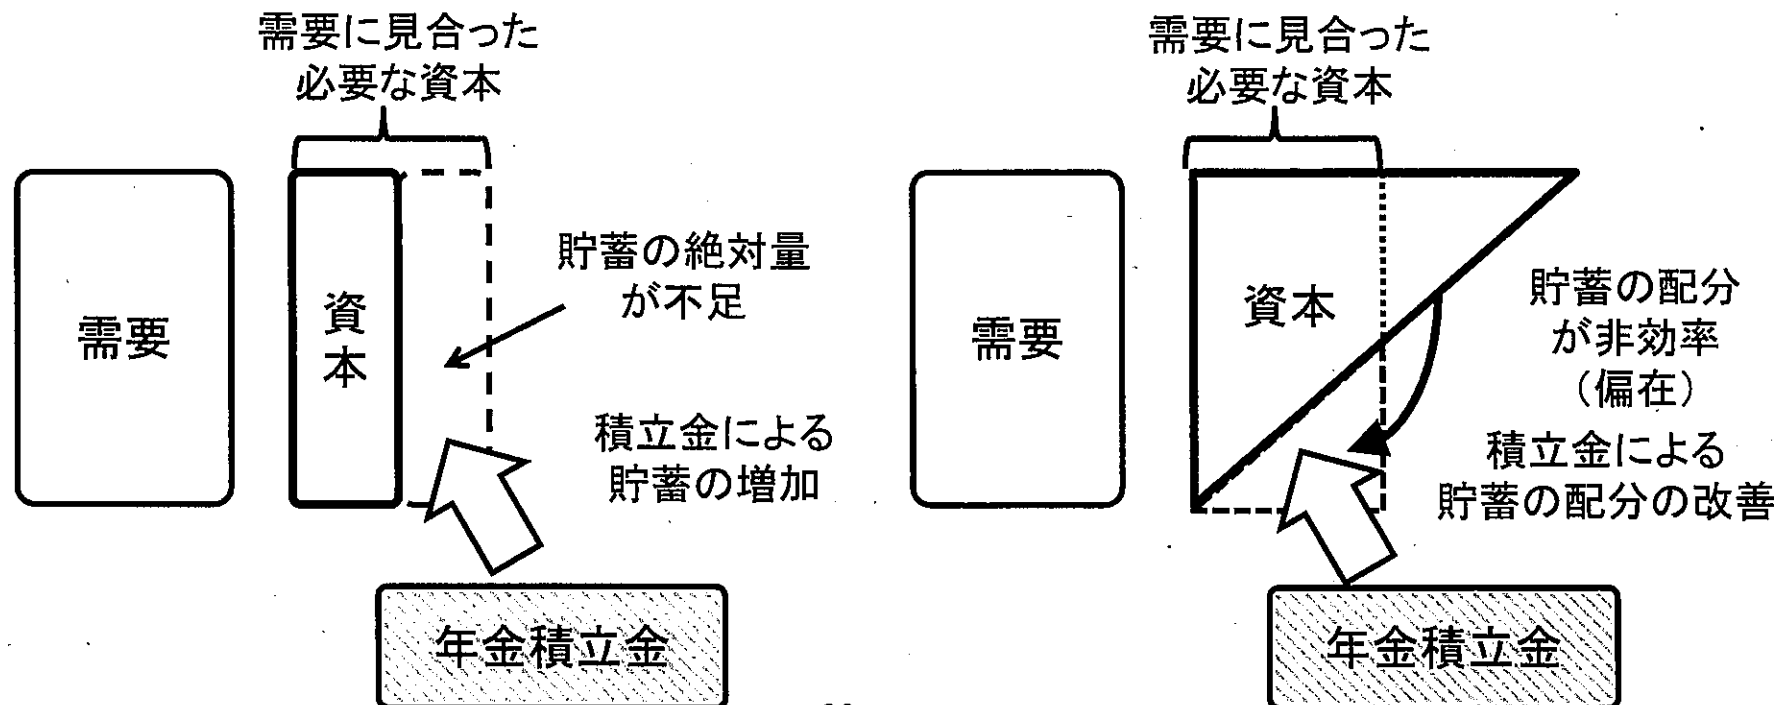 需要に見合った
必要な資本
需要
資
本
貯蓄の絶対量
が不足
積立金による
貯蓄の増加
年金積立金
需要に見合った
必要な資本
需要
資本
貯蓄の配分
が非効率
（偏在）
積立金による
貯蓄の配分の改善
年金積立金